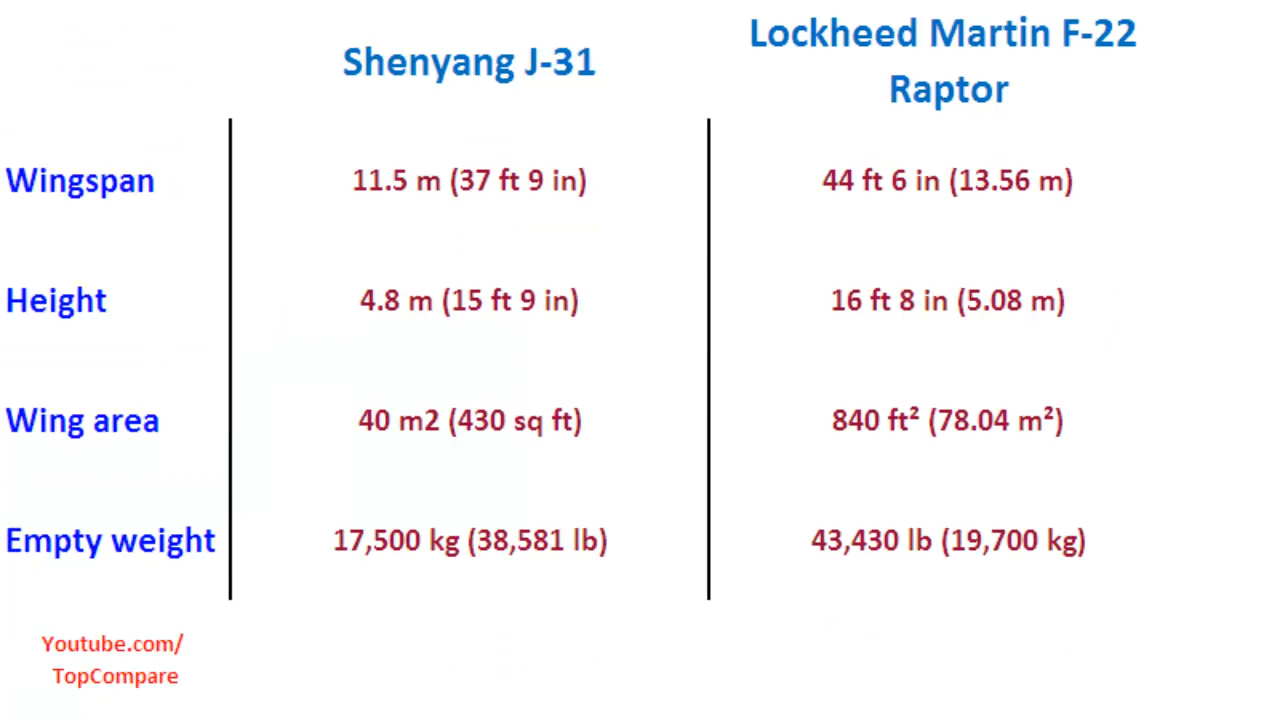 Shenyang J-31
Lockheed Martin F-22
Raptor
Wingspan
11.5 m (37 ft 9 in)
44 ft 6 in (13.56 m)
Height
4.8 m (15 ft 9 in)
16 ft 8 in (5.08 m)
Wing area
40 m2 (430 sq ft)
840 ft² (78.04 m²)
Empty weight
17,500 kg (38,581 lb)
43,430 lb (19,700 kg)
Youtube.com/
TopCompare